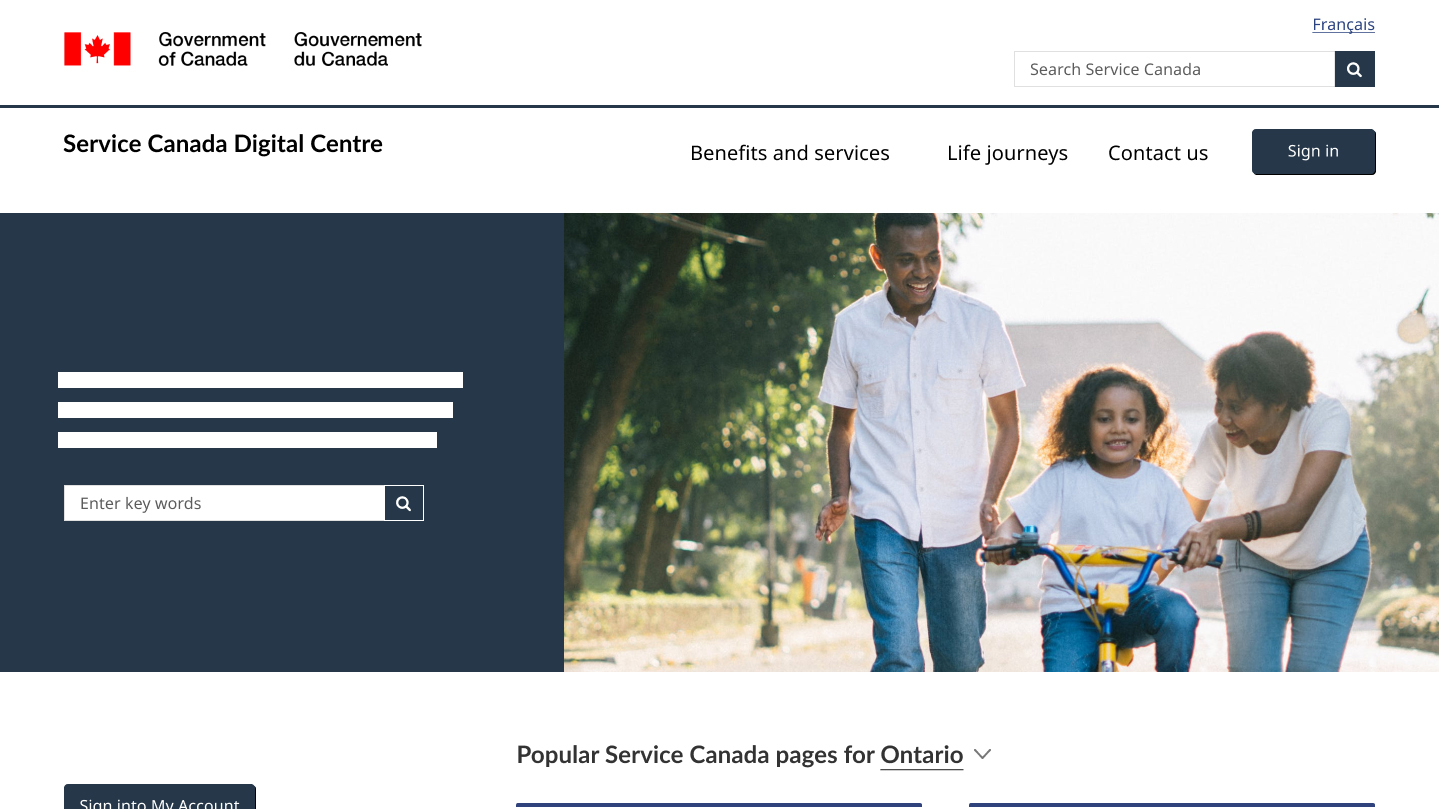 Government
of Canada
Gouvernement
du Canada
Français
Search Service Canada
Service Canada Digital Centre
Benefits and services
Life journeys
Contact us
Sign in
Enter key words
Popular Service Canada pages for Ontario
Sign into My Account